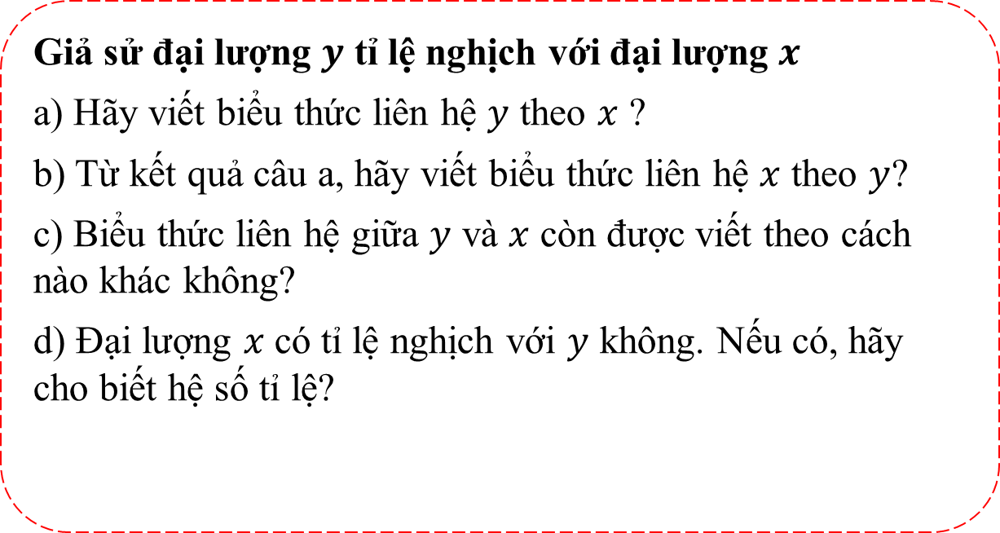 Giả sử đại lượng y tỉ lệ nghịch với đại lượng x
a) Hãy viết biểu thức liên hệ y theo x ?
b) Từ kết quả câu a, hãy viết biểu thức liên hệ x theo y?
c) Biểu thức liên hệ giữa y và x còn được viết theo cách
nào khác không?
d) Đại lượng x có tỉ lệ nghịch với y không. Nếu có, hãy
cho biết hệ số tỉ lệ?